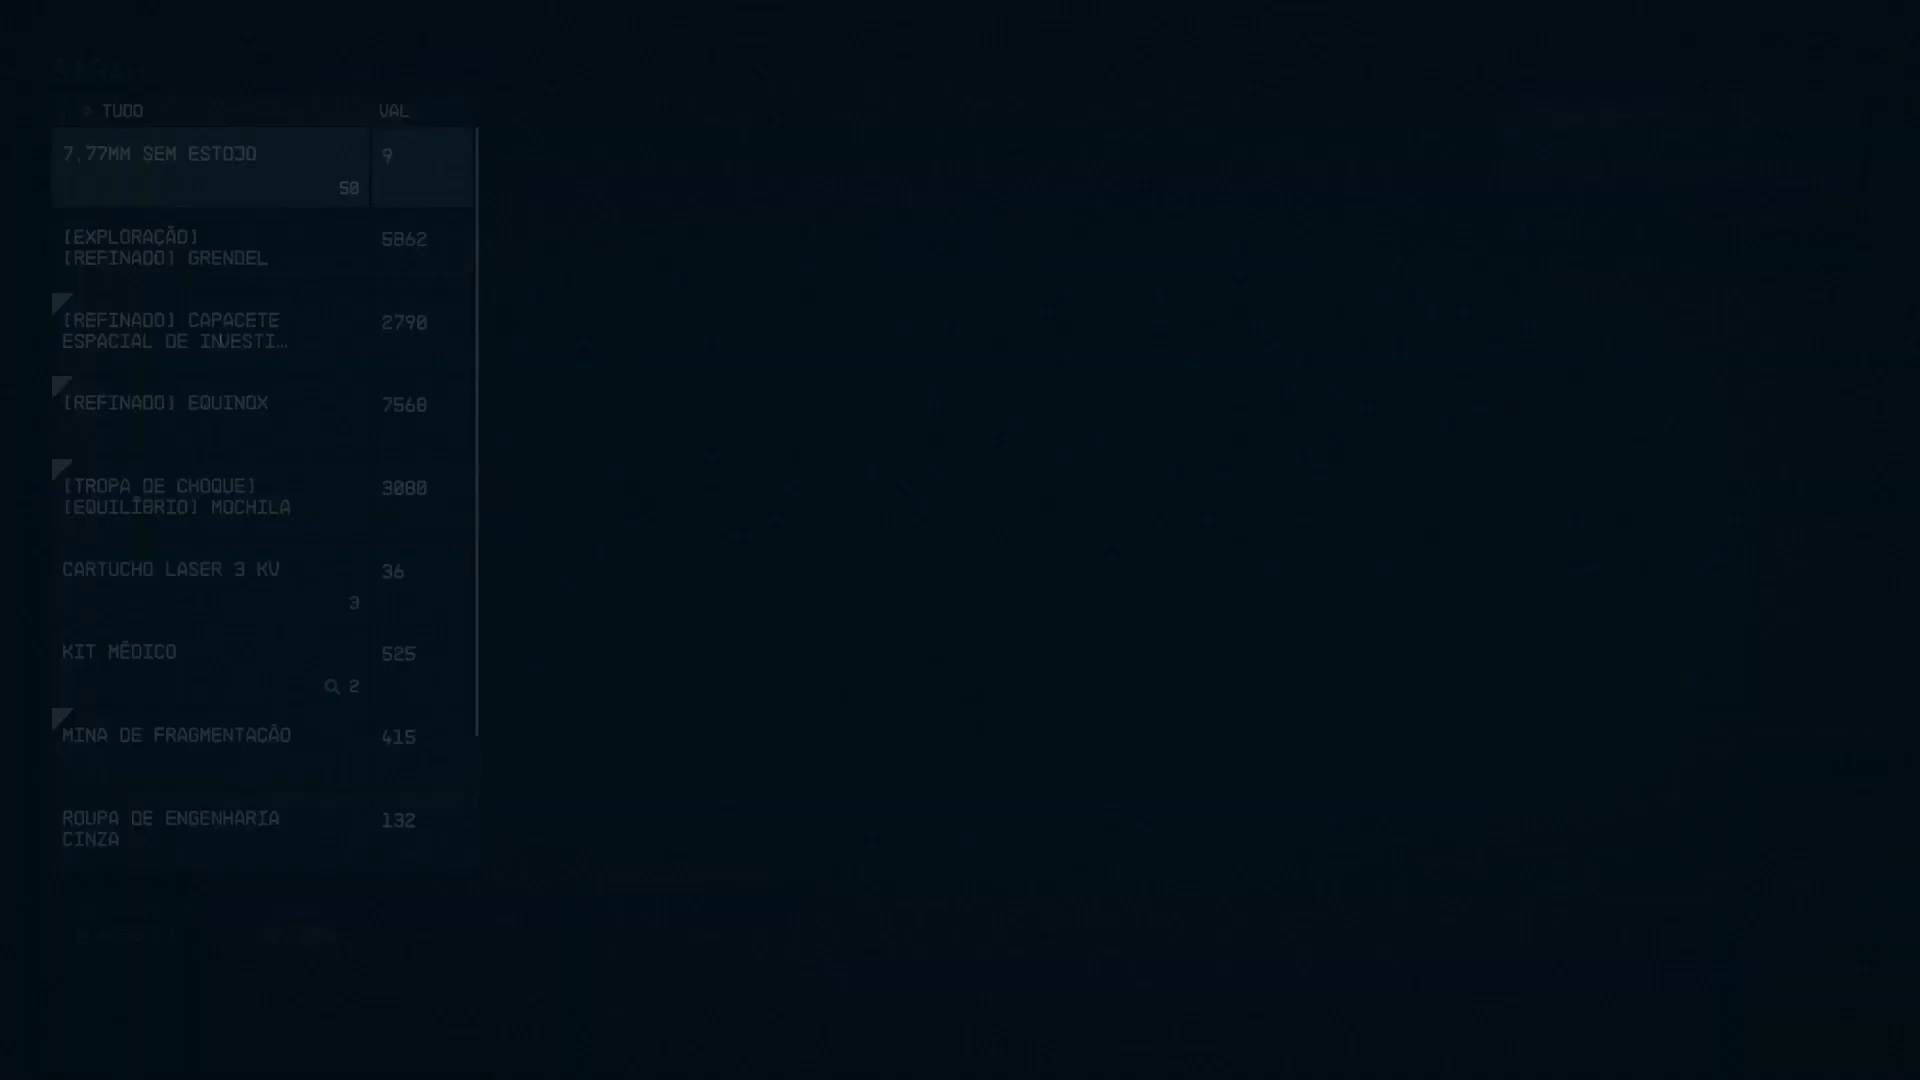 > TUDO VAL
7,77MM SEM ESTOJO 9
50
[EXPLORAÇÃO] 5862
[REFINADO] GRENDEL
[REFINADO] CAPACETE 2790
ESPACIAL DE INVESTI...
[REFINADO] EQUINOX 7568
[TROPA DE CHOQUE] 3080
[EQUILÍBRIO] MOCHILA
CARTUCHO LASER 3 KV 36
3
KIT MÉDICO 525
2
MINA DE FRAGMENTAÇÃO 415
ROUPA DE ENGENHARIA 132
CINZA